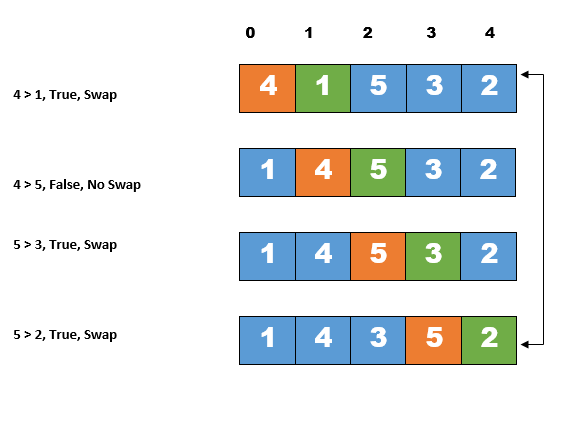 0 1 2 3 4
4 > 1, True, Swap 4 1 5 3 2
4 > 5, False, No Swap 1 4 5 3 2
5 > 3, True, Swap 1 4 5 3 2
5 > 2, True, Swap 1 4 3 5 2